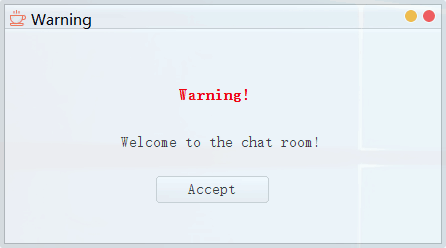 Warning
Warning!
Welcome to the chat room!
Accept